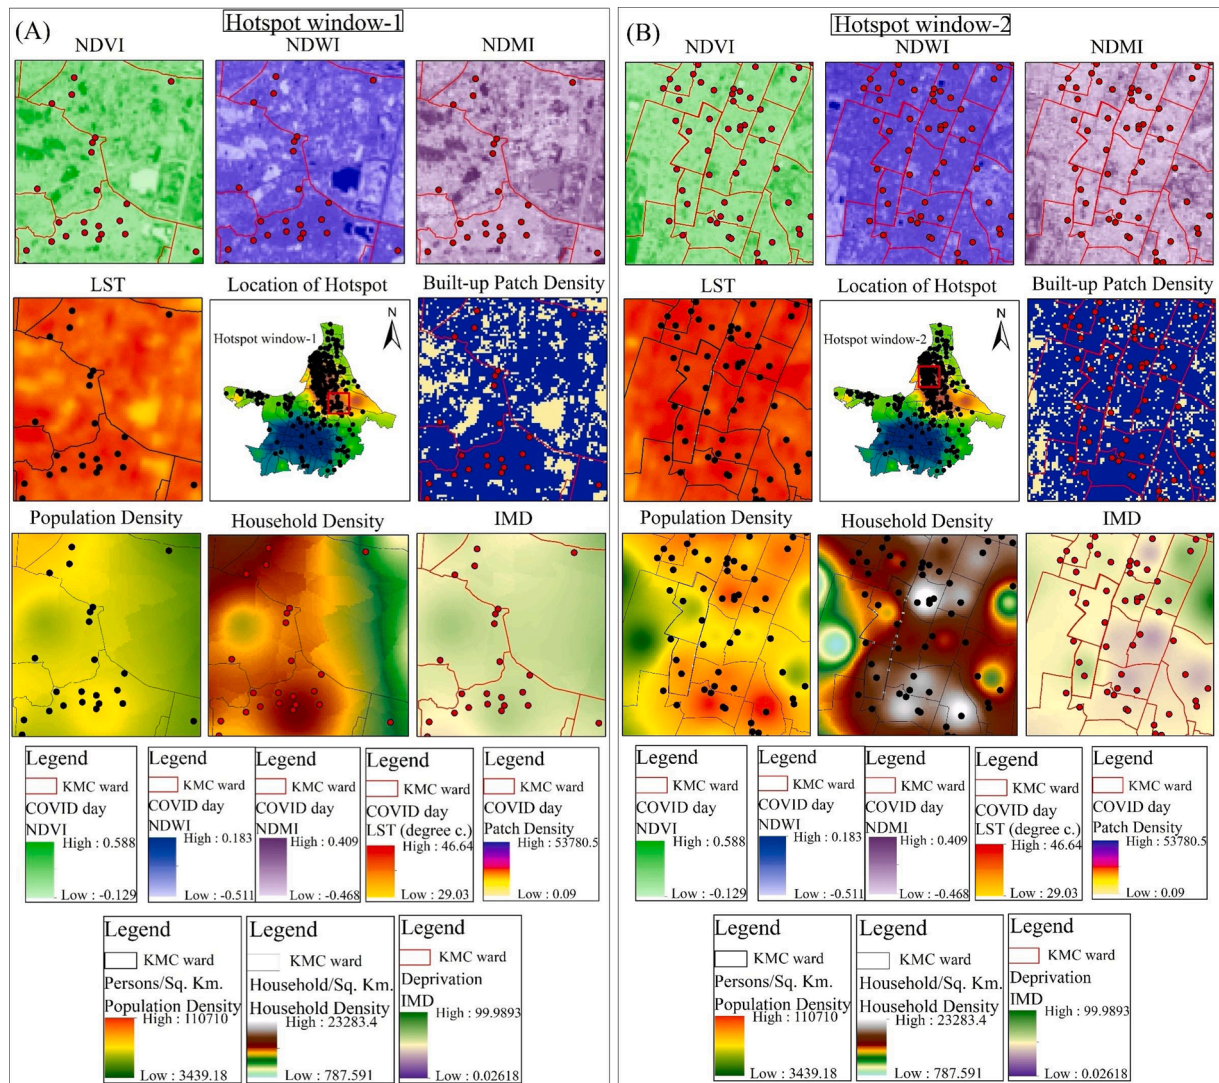 (A)
Hotspot window-1
NDVI
NDWI
NDMI
LST
Location of Hotspot
Built-up Patch Density
Hotspot window-1
N
Population Density
Household Density
IMD
Legend
KMC ward
COVID day
NDVI
High : 0.588
Low : -0.129
Legend
KMC ward
COVID day
NDWI
High : 0.183
Low : -0.511
Legend
KMC ward
COVID day
NDMI
High : 0.409
Low : -0.468
Legend
KMC ward
COVID day
LST (degree c.)
High : 46.64
Low : 29.03
Legend
KMC ward
COVID day
Patch Density
High : 53780.5
Low : 0.09
Legend
KMC ward
Persons/Sq. Km.
Population Density
High : 110710
Low : 3439.18
Legend
KMC ward
Household/Sq. Km.
Household Density
High : 23283.4
Low : 787.591
Legend
KMC ward
Deprivation
IMD
High : 99.9893
Low : 0.02618
(B)
Hotspot window-2
NDVI
NDWI
NDMI
LST
Location of Hotspot
Built-up Patch Density
Hotspot window-2
N
Population Density
Household Density
IMD
Legend
KMC ward
COVID day
NDVI
High : 0.588
Low : -0.129
Legend
KMC ward
COVID day
NDWI
High : 0.183
Low : -0.511
Legend
KMC ward
COVID day
NDMI
High : 0.409
Low : -0.468
Legend
KMC ward
COVID day
LST (degree c.)
High : 46.64
Low : 29.03
Legend
KMC ward
COVID day
Patch Density
High : 53780.5
Low : 0.09
Legend
KMC ward
Persons/Sq. Km.
Population Density
High : 110710
Low : 3439.18
Legend
KMC ward
Household/Sq. Km.
Household Density
High : 23283.4
Low : 787.591
Legend
KMC ward
Deprivation
IMD
High : 99.9893
Low : 0.02618